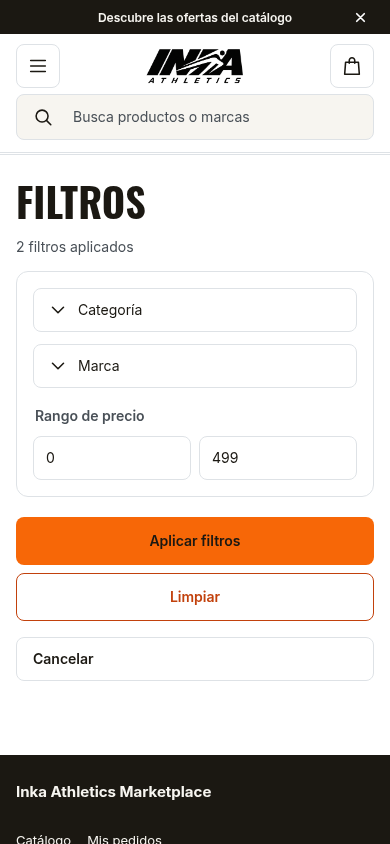 Descubre las ofertas del catálogo
INKA
ATHLETICS
Busca productos o marcas
FILTROS
2 filtros aplicados
Categoría
Marca
Rango de precio
0 499
Aplicar filtros
Limpiar
Cancelar
Inka Athletics Marketplace
Catálogo Mis pedidos